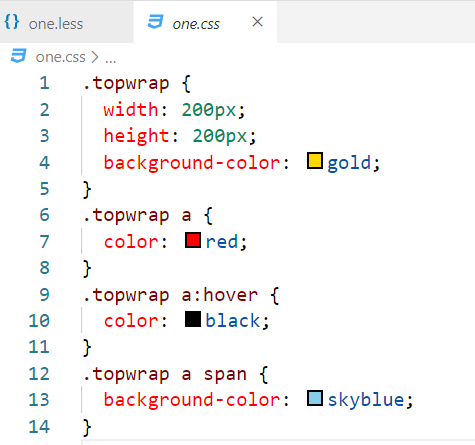 one.less one.css ×
one.css > ...
1 .topwrap {
2   width: 200px;
3   height: 200px;
4   background-color: gold;
5 }
6 .topwrap a {
7   color: red;
8 }
9 .topwrap a:hover {
10   color: black;
11 }
12 .topwrap a span {
13   background-color: skyblue;
14 }